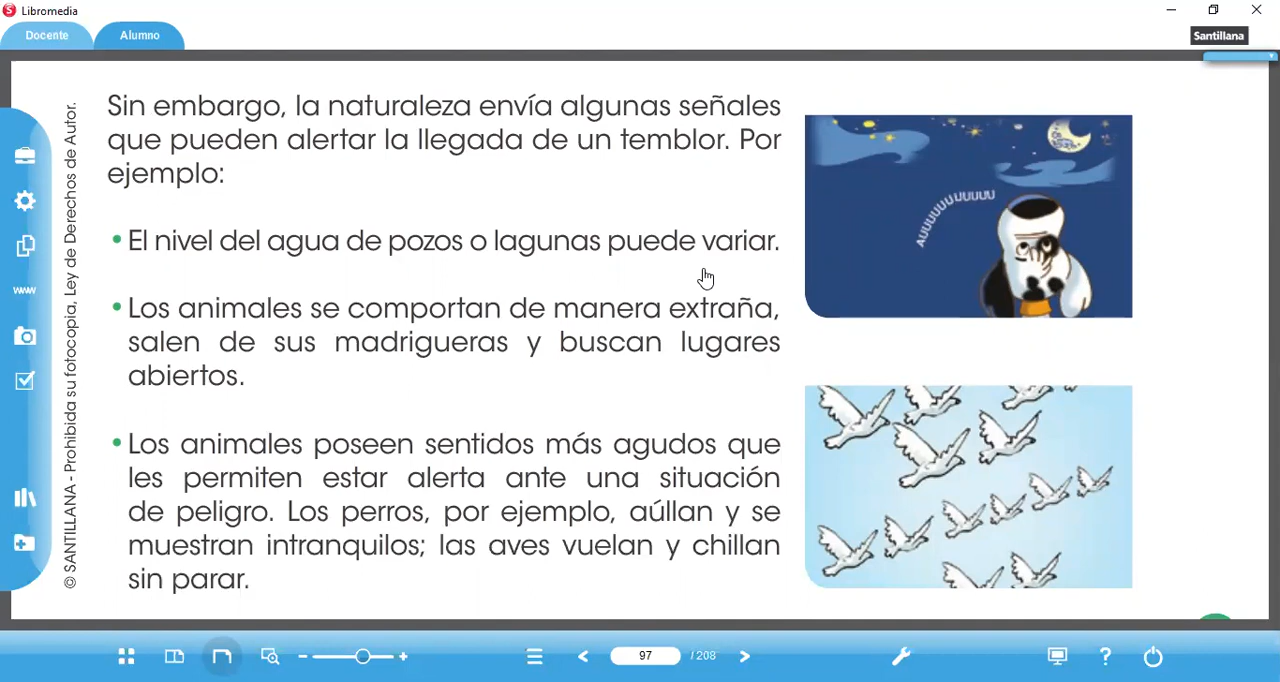 Libromedia
Docente
Alumno
Santillana
© SANTILLANA - Prohibida su fotocopia, Ley de Derechos de Autor.
Sin embargo, la naturaleza envía algunas señales
que pueden alertar la llegada de un temblor. Por
ejemplo:
• El nivel del agua de pozos o lagunas puede variar.
• Los animales se comportan de manera extraña,
salen de sus madrigueras y buscan lugares
abiertos.
• Los animales poseen sentidos más agudos que
les permiten estar alerta ante una situación
de peligro. Los perros, por ejemplo, aúllan y se
muestran intranquilos; las aves vuelan y chillan
sin parar.
AUUUUUUUUUUU
www
97 / 208